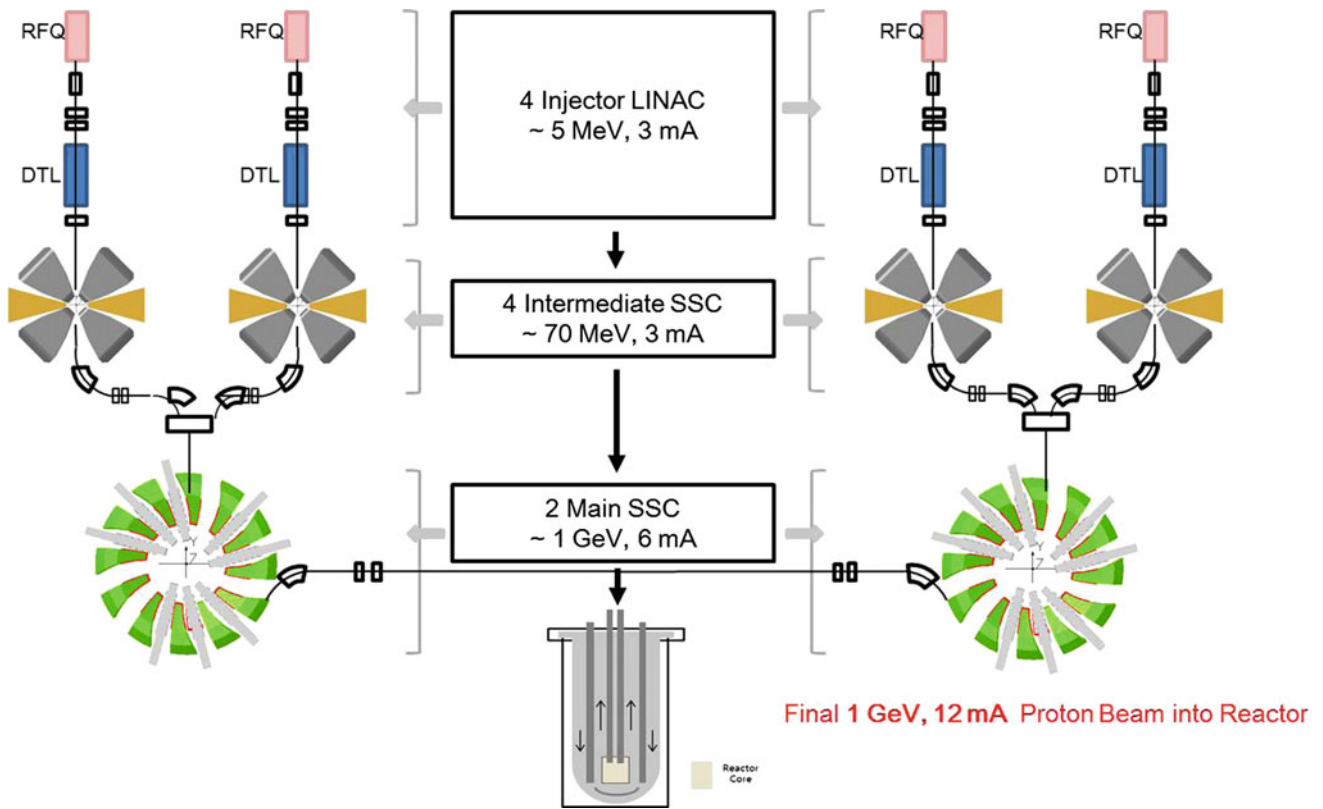 RFQ
RFQ
4 Injector LINAC
~ 5 MeV, 3 mA
RFQ
RFQ
DTL
DTL
DTL
DTL
4 Intermediate SSC
~ 70 MeV, 3 mA
2 Main SSC
~ 1 GeV, 6 mA
Y
Z
Y
Z
Final 1 GeV, 12 mA Proton Beam into Reactor
Reactor
Core